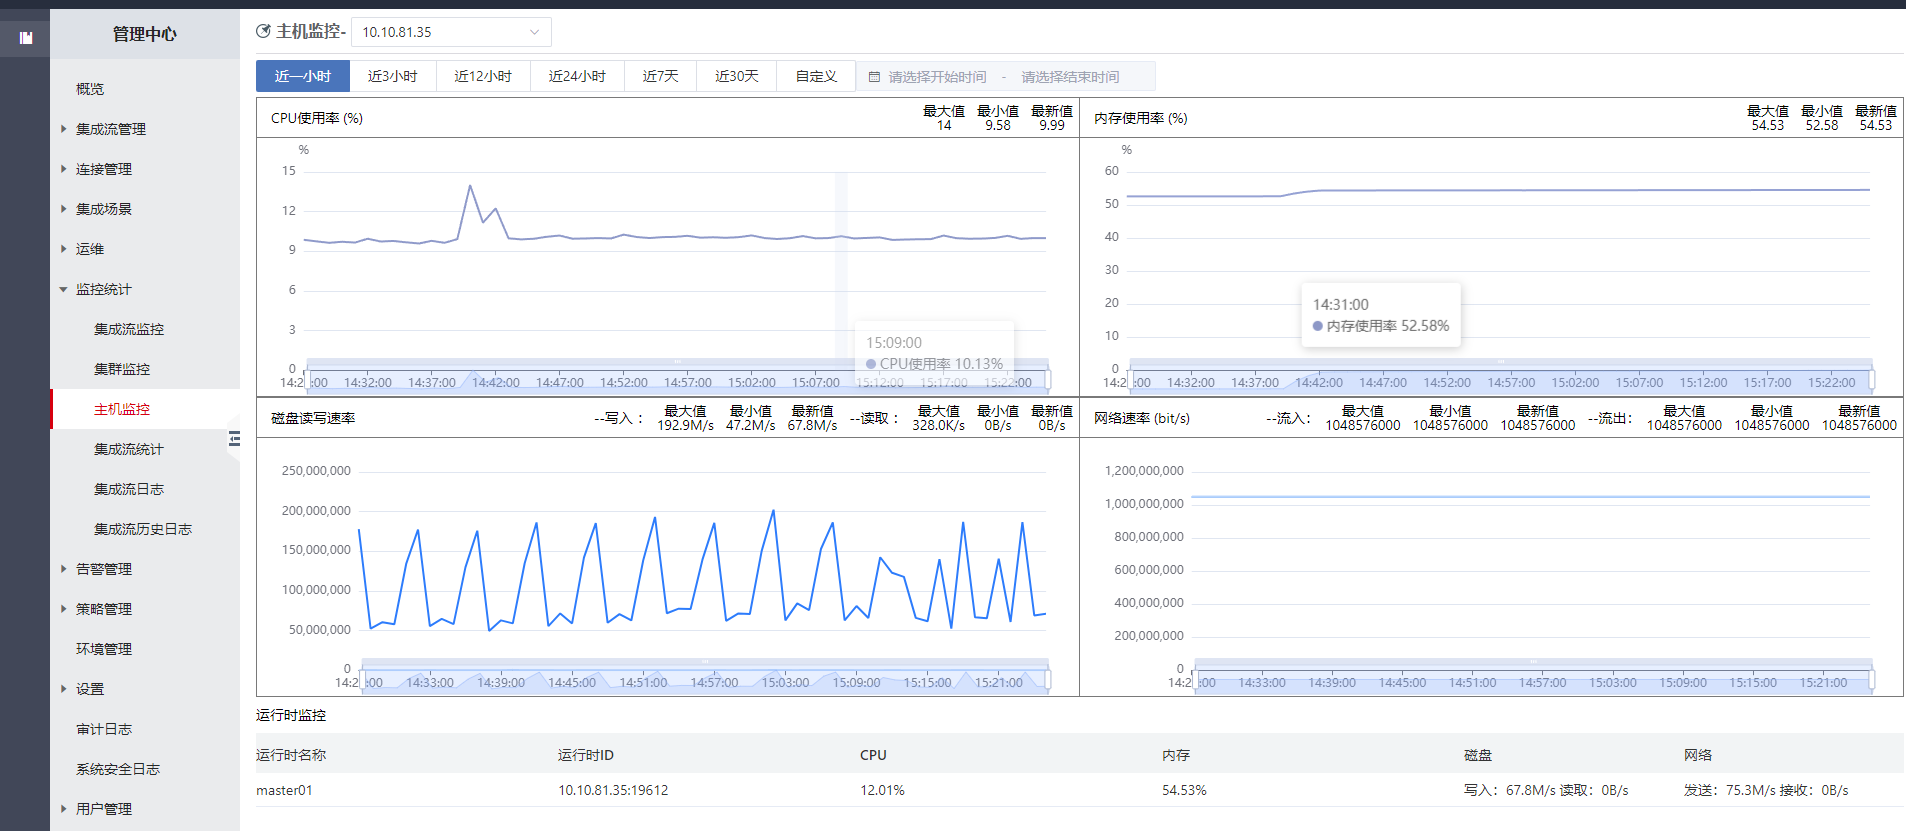 管理中心
概览
集成流管理
连接管理
集成场景
运维
监控统计
集成流监控
集群监控
主机监控
集成流统计
集成流日志
集成流历史日志
告警管理
策略管理
环境管理
设置
审计日志
系统安全日志
用户管理
主机监控- 10.10.81.35
近一小时 近3小时 近12小时 近24小时 近7天 近30天 自定义 请选择开始时间 - 请选择结束时间
CPU使用率 (%) 最大值 最小值 最新值
14 9.58 9.99
%
15
12
9
6
3
0
15:09:00
CPU使用率 10.13%
14:2 :00 14:32:00 14:37:00 14:42:00 14:47:00 14:52:00 14:57:00 15:02:00 15:07:00 15:12:00 15:17:00 15:22:00
内存使用率 (%) 最大值 最小值 最新值
54.53 52.58 54.53
%
60
50
40
30
20
10
0
14:31:00
内存使用率 52.58%
14:2 :00 14:32:00 14:37:00 14:42:00 14:47:00 14:52:00 14:57:00 15:02:00 15:07:00 15:12:00 15:17:00 15:22:00
磁盘读写速率 --写入： 最大值 最小值 最新值 --读取： 最大值 最小值 最新值
192.9M/s 47.2M/s 67.8M/s 328.0K/s 0B/s 0B/s
250,000,000
200,000,000
150,000,000
100,000,000
50,000,000
0
14:2 :00 14:33:00 14:39:00 14:45:00 14:51:00 14:57:00 15:03:00 15:09:00 15:15:00 15:21:00
网络速率 (bit/s) --流入： 最大值 最小值 最新值 --流出： 最大值 最小值 最新值
1048576000 1048576000 1048576000 1048576000 1048576000 1048576000
1,200,000,000
1,000,000,000
800,000,000
600,000,000
400,000,000
200,000,000
0
14:2 :00 14:33:00 14:39:00 14:45:00 14:51:00 14:57:00 15:03:00 15:09:00 15:15:00 15:21:00
运行时监控
运行时名称 运行时ID CPU 内存 磁盘 网络
master01 10.10.81.35:19612 12.01% 54.53% 写入：67.8M/s 读取：0B/s 发送：75.3M/s 接收：0B/s